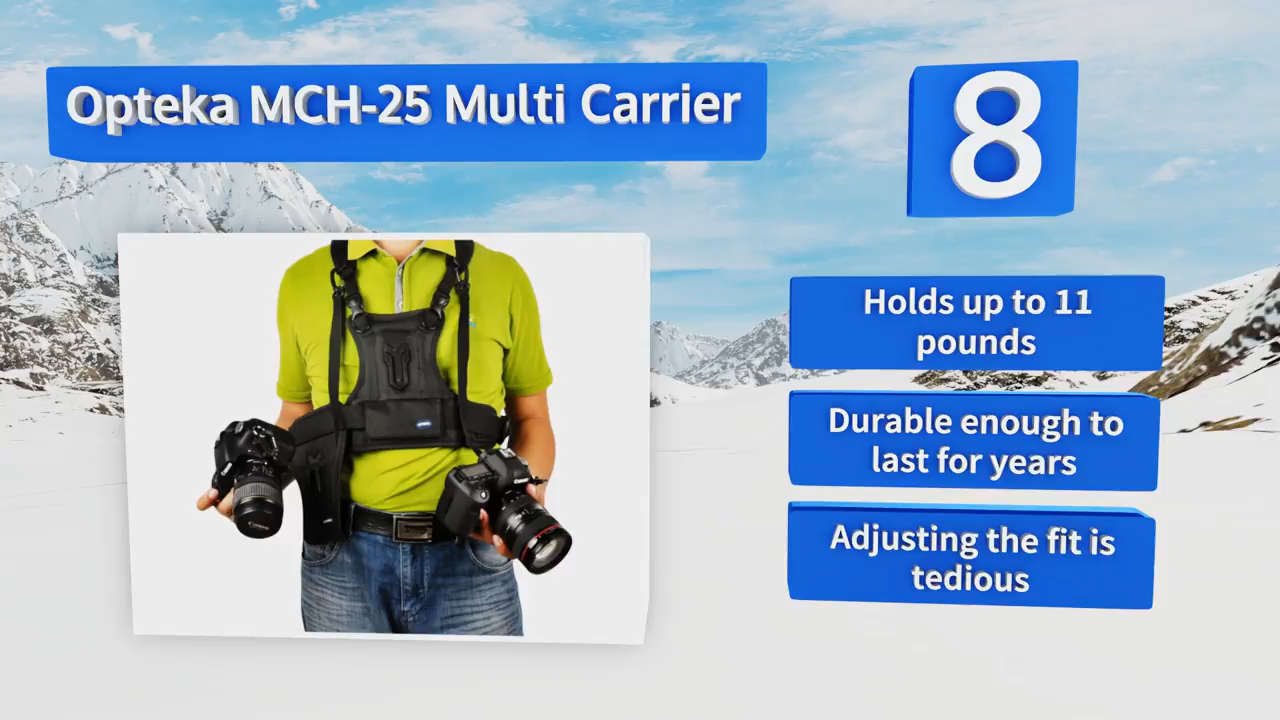 Opteka MCH-25 Multi Carrier
8
Holds up to 11
pounds
Durable enough to
last for years
Adjusting the fit is
tedious